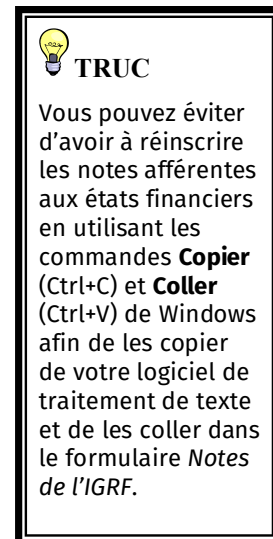 TRUC
Vous pouvez éviter
d'avoir à réinscrire
les notes afférentes
aux états financiers
en utilisant les
commandes Copier
(Ctrl+C) et Coller
(Ctrl+V) de Windows
afin de les copier
de votre logiciel de
traitement de texte
et de les coller dans
le formulaire Notes
de l'IGRF.